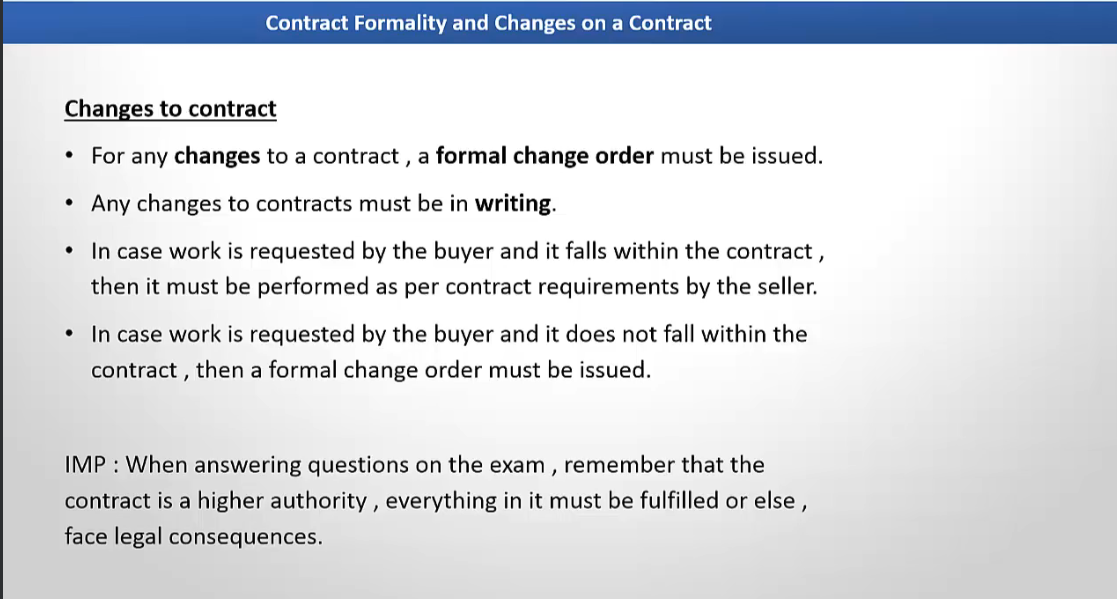 Contract Formality and Changes on a Contract
Changes to contract
• For any changes to a contract , a formal change order must be issued.
• Any changes to contracts must be in writing.
• In case work is requested by the buyer and it falls within the contract ,
then it must be performed as per contract requirements by the seller.
• In case work is requested by the buyer and it does not fall within the
contract , then a formal change order must be issued.
IMP : When answering questions on the exam , remember that the
contract is a higher authority , everything in it must be fulfilled or else ,
face legal consequences.